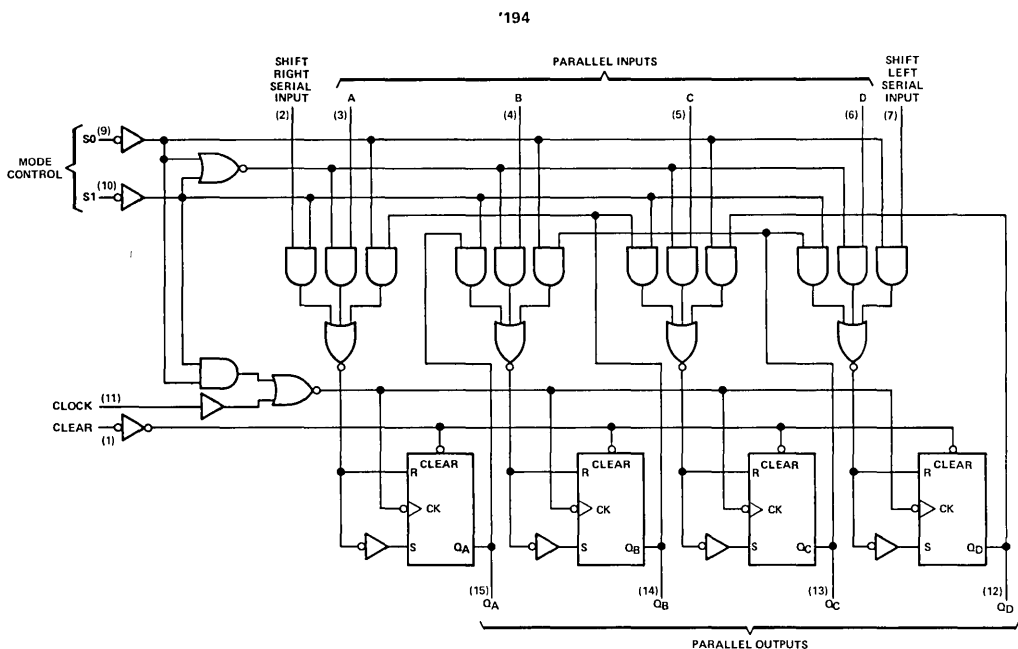 '194
SHIFT
RIGHT
SERIAL
INPUT
(2)
PARALLEL INPUTS
A
(3)
B
(4)
C
(5)
D
(6)
SHIFT
LEFT
SERIAL
INPUT
(7)
MODE
CONTROL
S0 (9)
S1 (10)
CLOCK (11)
CLEAR
(1)
CLEAR
R
CK
S
QA
CLEAR
R
CK
S
QB
CLEAR
R
CK
S
QC
CLEAR
R
CK
S
QD
(15)
QA
(14)
QB
(13)
QC
(12)
QD
PARALLEL OUTPUTS